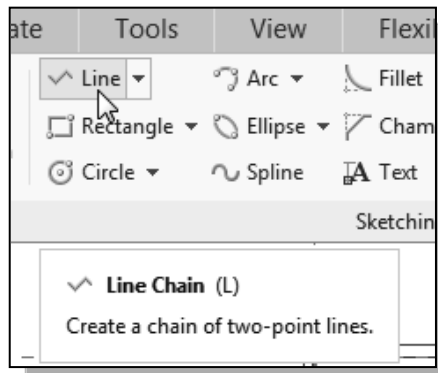 ate Tools View Flexil
Line Arc Fillet
Rectangle Ellipse Cham
Circle Spline A Text
Sketchin
Line Chain (L)
Create a chain of two-point lines.